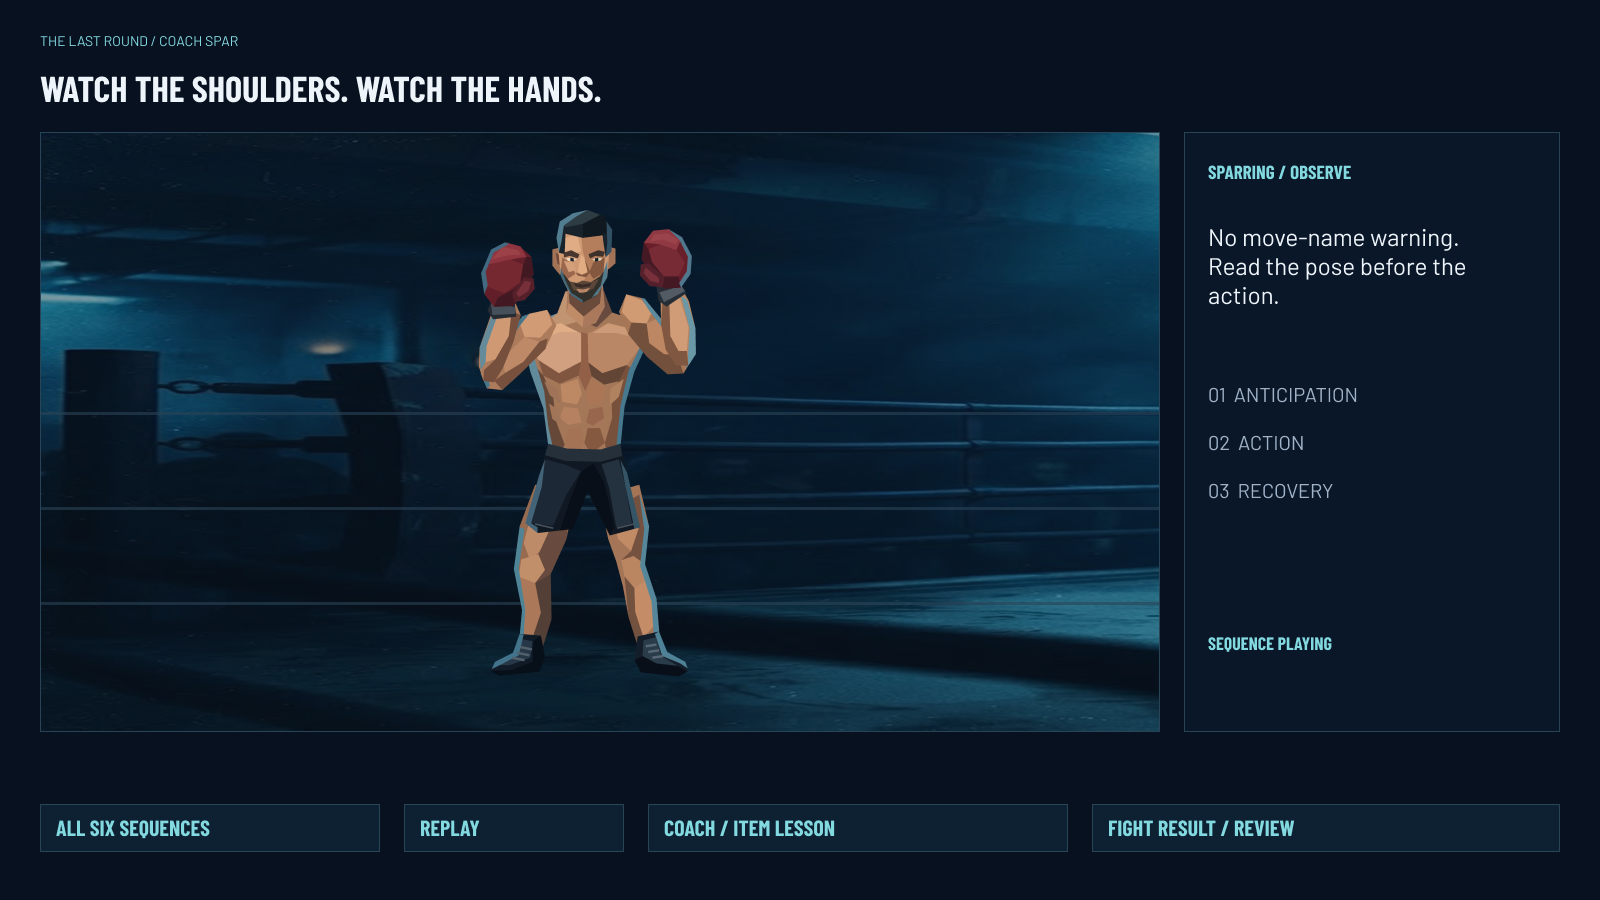 THE LAST ROUND / COACH SPAR
WATCH THE SHOULDERS. WATCH THE HANDS.
SPARRING / OBSERVE
No move-name warning.
Read the pose before the
action.
01 ANTICIPATION
02 ACTION
03 RECOVERY
SEQUENCE PLAYING
ALL SIX SEQUENCES
REPLAY
COACH / ITEM LESSON
FIGHT RESULT / REVIEW